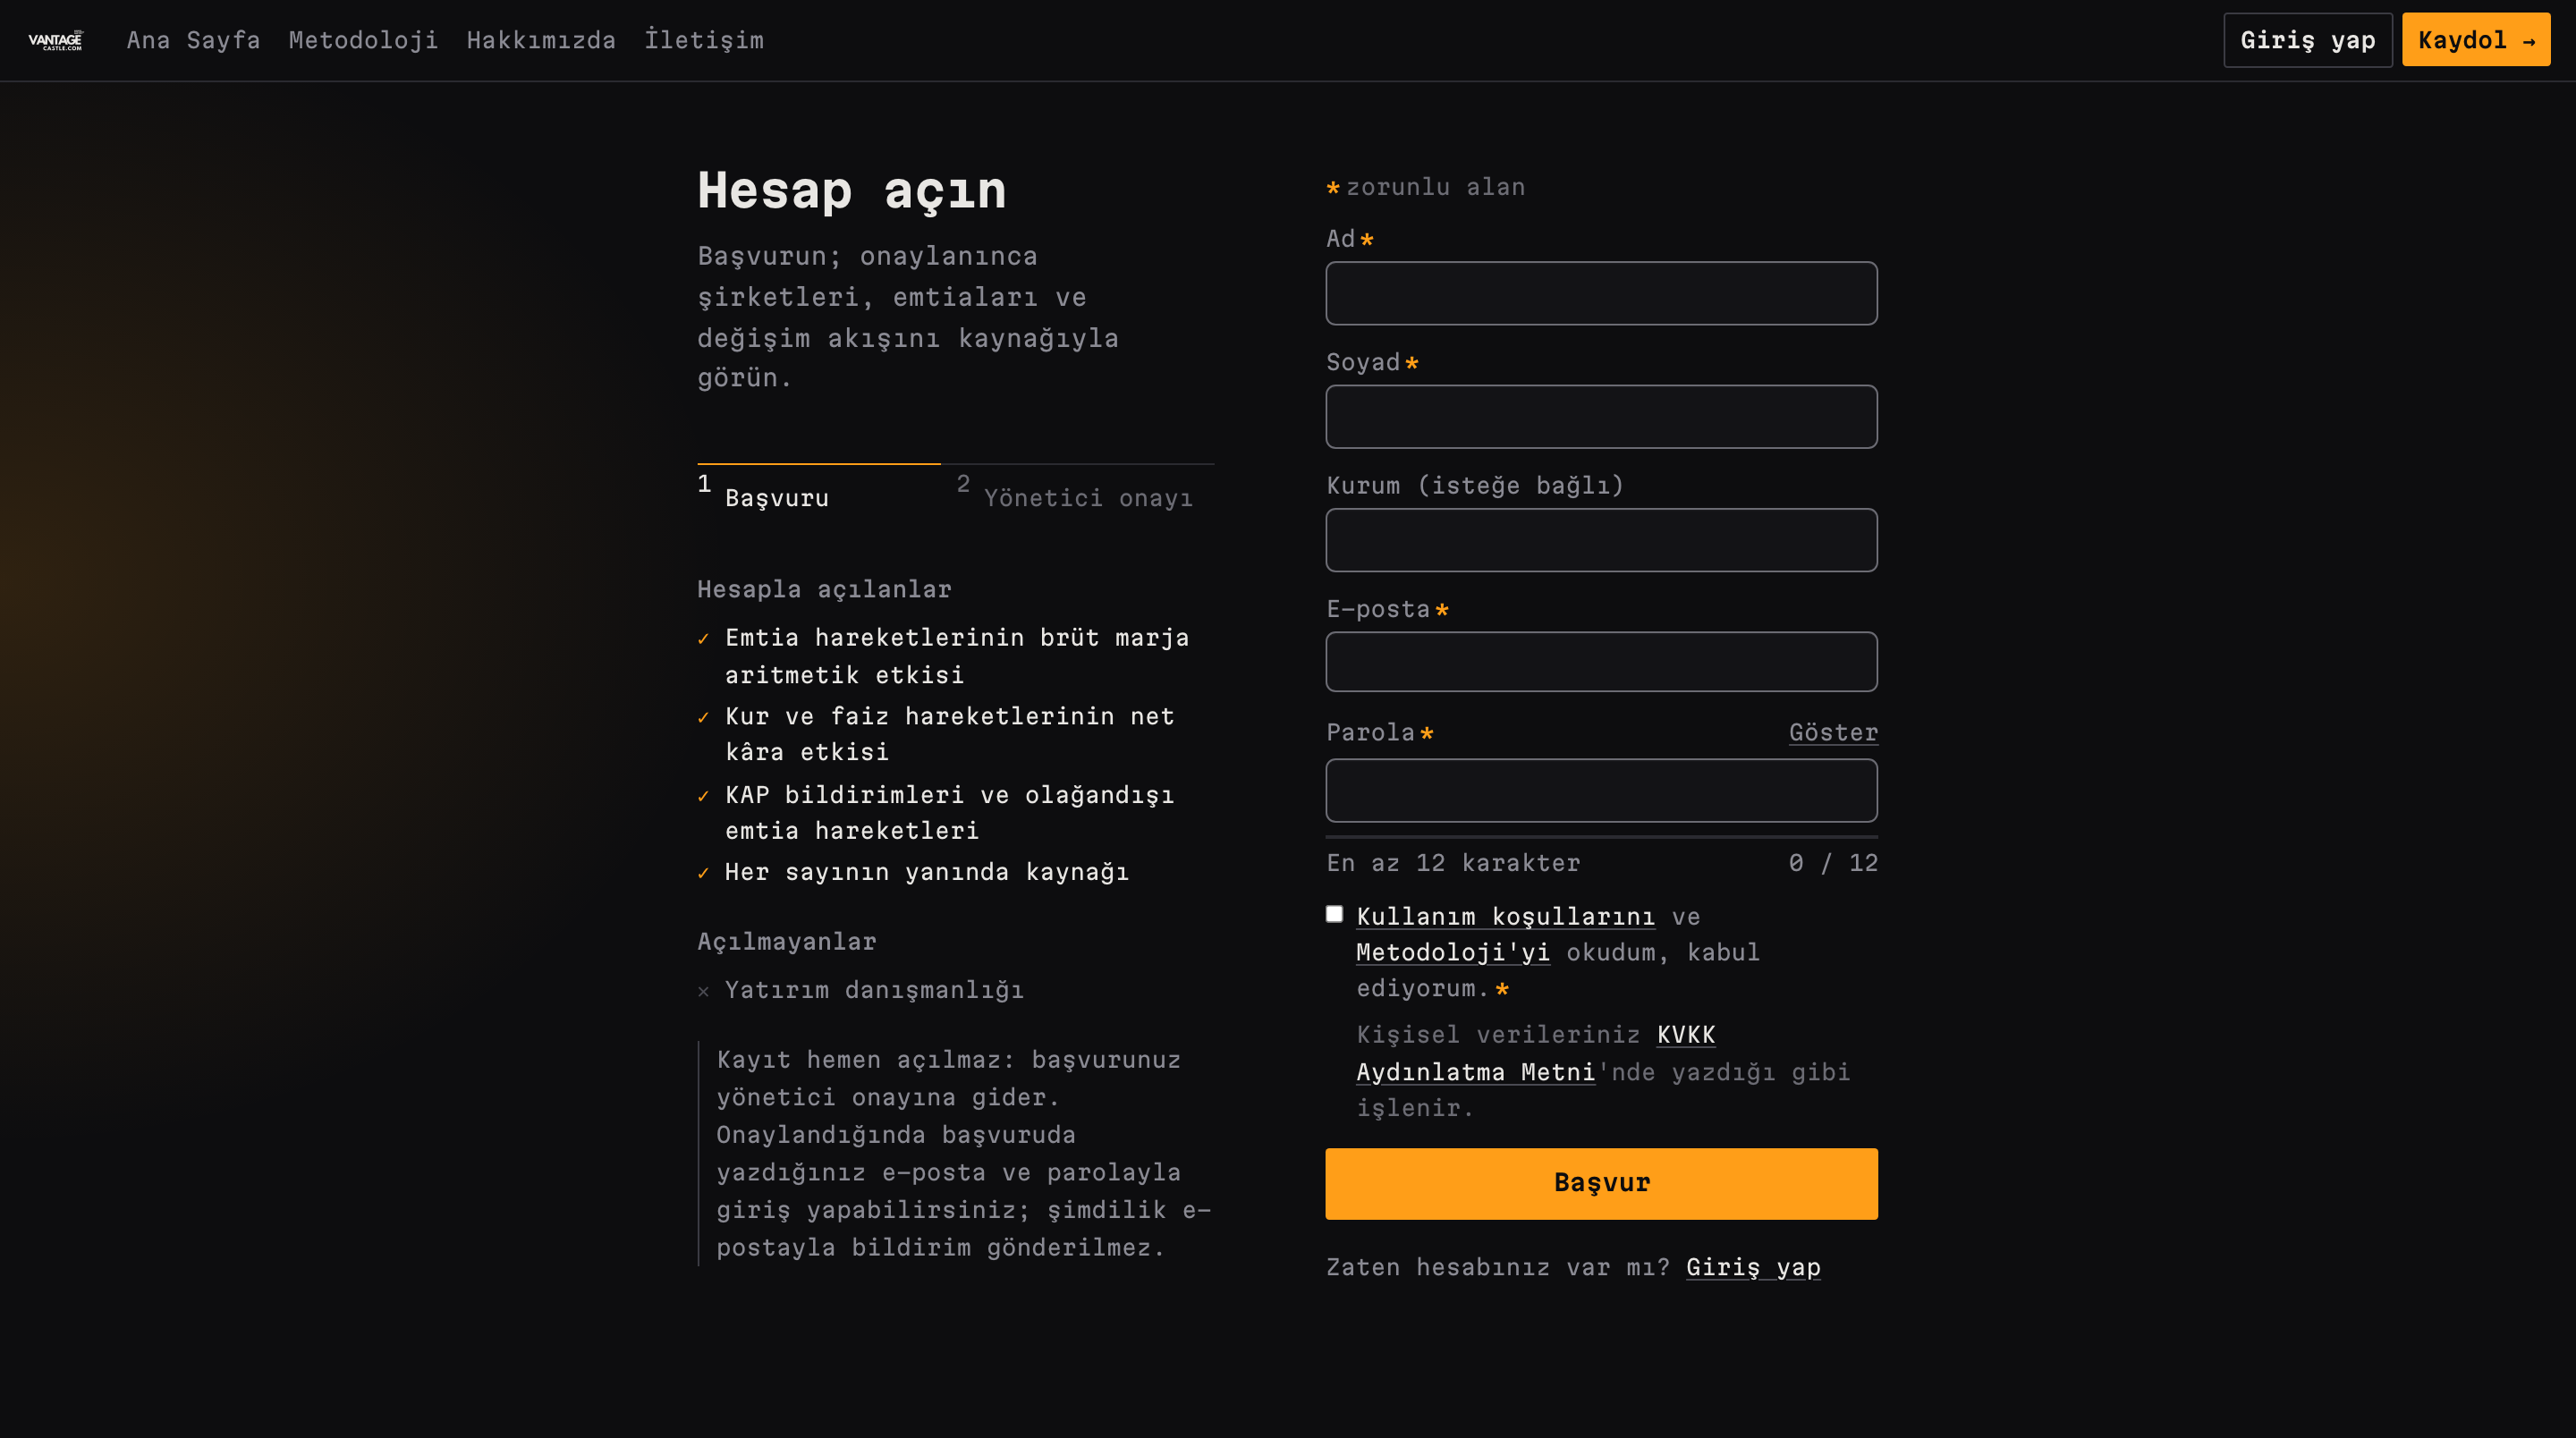 VANTAGE
CASTLE.COM
Ana Sayfa Metodoloji Hakkımızda İletişim
Giriş yap Kaydol →
Hesap açın
Başvurun; onaylanınca
şirketleri, emtiaları ve
değişim akışını kaynağıyla
görün.
1 Başvuru
2 Yönetici onayı
Hesapla açılanlar
✓ Emtia hareketlerinin brüt marja
aritmetik etkisi
✓ Kur ve faiz hareketlerinin net
kâra etkisi
✓ KAP bildirimleri ve olağandışı
emtia hareketleri
✓ Her sayının yanında kaynağı
Açılmayanlar
× Yatırım danışmanlığı
Kayıt hemen açılmaz: başvurunuz
yönetici onayına gider.
Onaylandığında başvuruda
yazdığınız e-posta ve parolayla
giriş yapabilirsiniz; şimdilik e-
postayla bildirim gönderilmez.
* zorunlu alan
Ad *
Soyad *
Kurum (isteğe bağlı)
E-posta *
Parola * Göster
En az 12 karakter 0 / 12
Kullanım koşullarını ve
Metodoloji'yi okudum, kabul
ediyorum. *
Kişisel verileriniz KVKK
Aydınlatma Metni'nde yazdığı gibi
işlenir.
Başvur
Zaten hesabınız var mı? Giriş yap